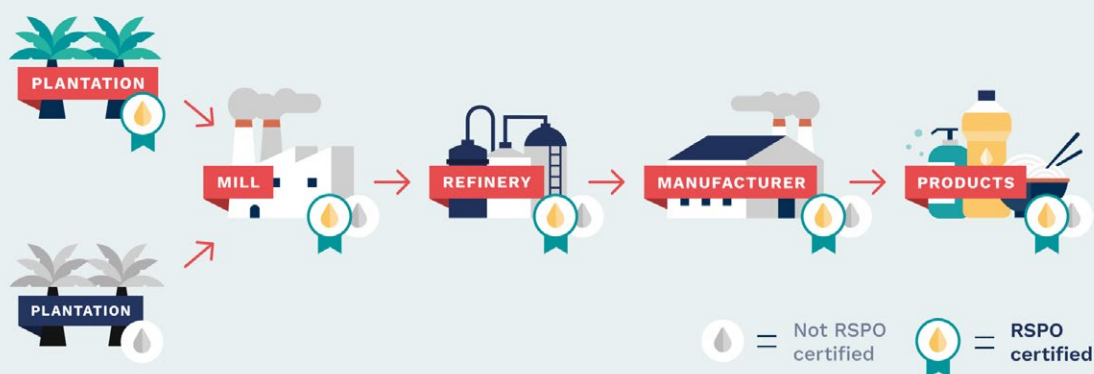 PLANTATION
MILL
REFINERY
MANUFACTURER
PRODUCTS
PLANTATION
= Not RSPO
certified
= RSPO
certified